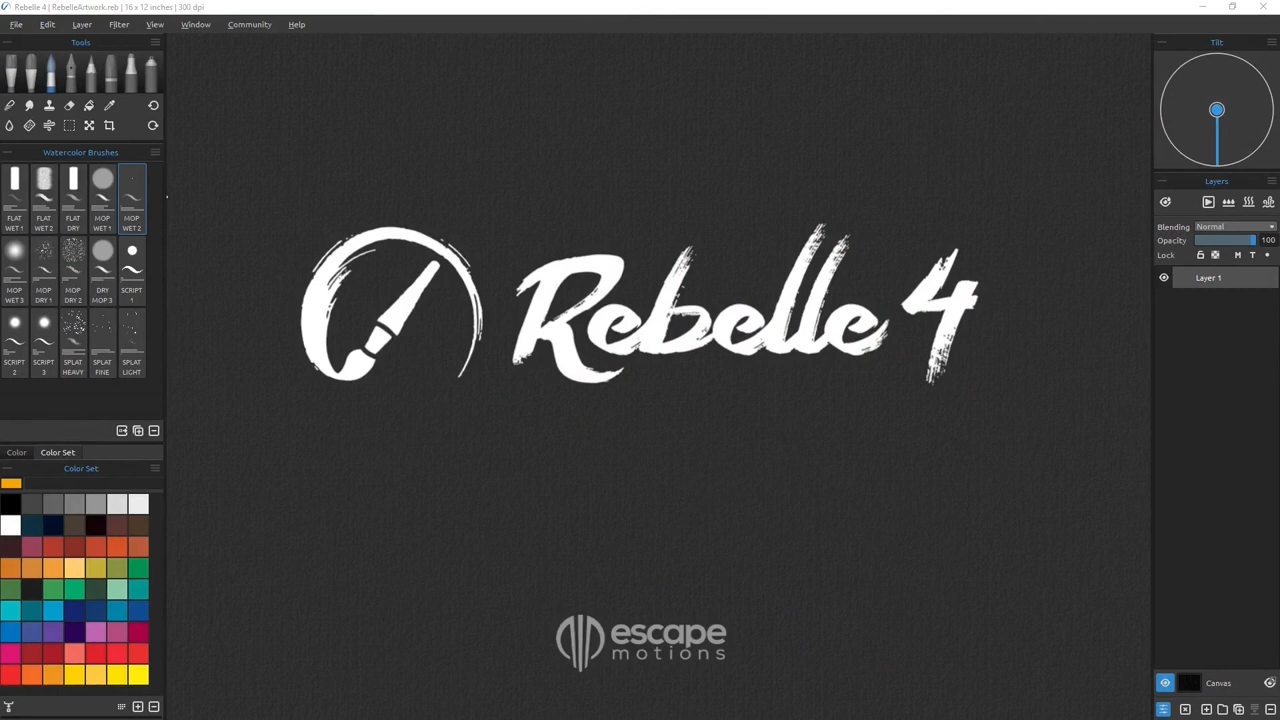 Rebelle 4 | RebelleArtwork.reb | 16 x 12 inches | 300 dpi
File Edit Layer Filter View Window Community Help
Tools
Watercolor Brushes
FLAT WET 1
FLAT WET 2
FLAT DRY
MOP WET 1
MOP WET 2
MOP WET 3
MOP DRY 1
MOP DRY 2
DRY MOP 3
SCRIPT 1
SCRIPT 2
SCRIPT 3
SPLAT HEAVY
SPLAT FINE
SPLAT LIGHT
Color Color Set
Color Set
Rebelle 4
escape
motions
Tilt
Layers
Blending Normal
Opacity 100
Lock M T
Layer 1
Canvas